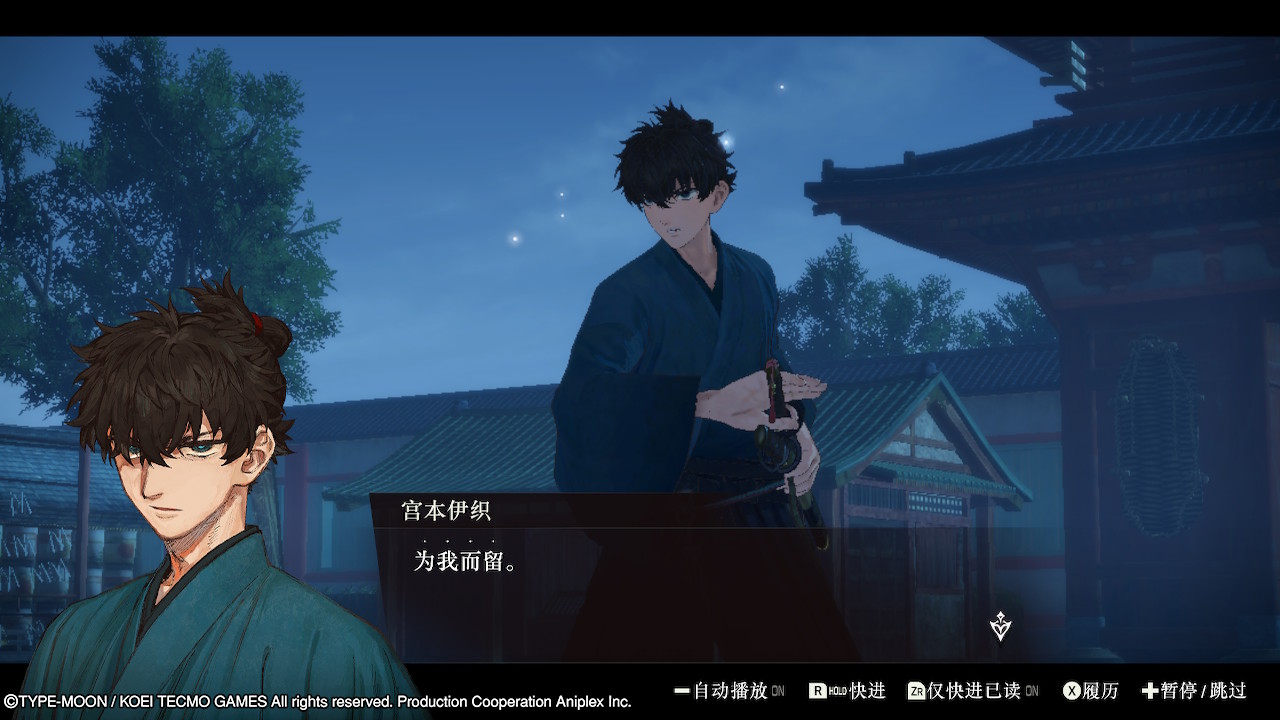 宫本伊织
为我而留。
©TYPE-MOON / KOEI TECMO GAMES All rights reserved. Production Cooperation Aniplex Inc.
自动播放 ON R HOLD 快进 ZR 仅快进已读 ON X 履历 暂停 / 跳过